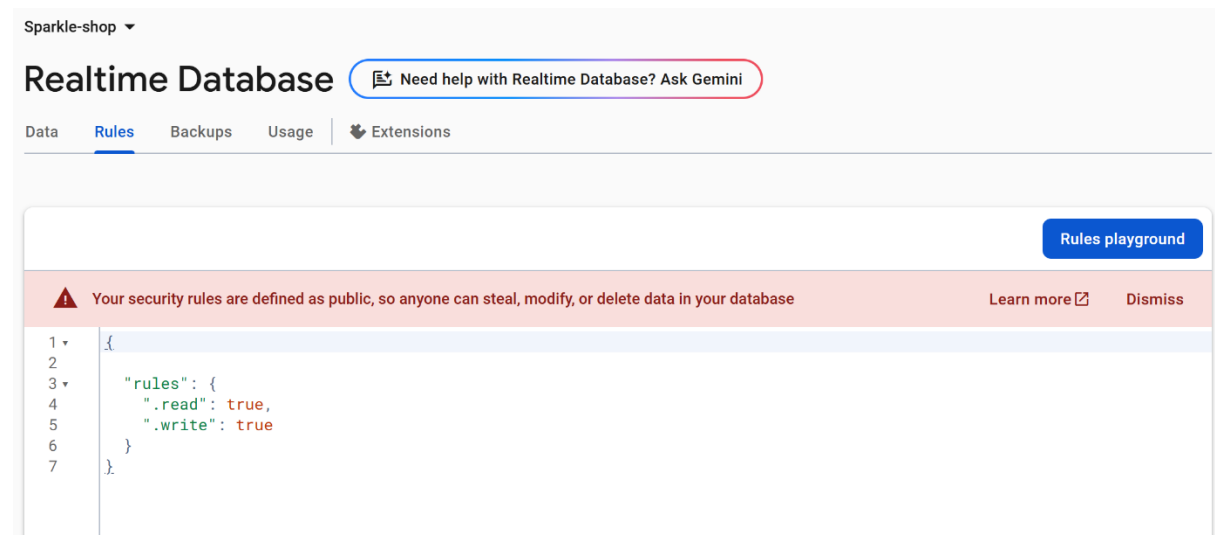 Sparkle-shop
Realtime Database Need help with Realtime Database? Ask Gemini
Data Rules Backups Usage Extensions
Rules playground
Your security rules are defined as public, so anyone can steal, modify, or delete data in your database Learn more Dismiss
1 {
2
3 "rules": {
4 ".read": true,
5 ".write": true
6 }
7 }